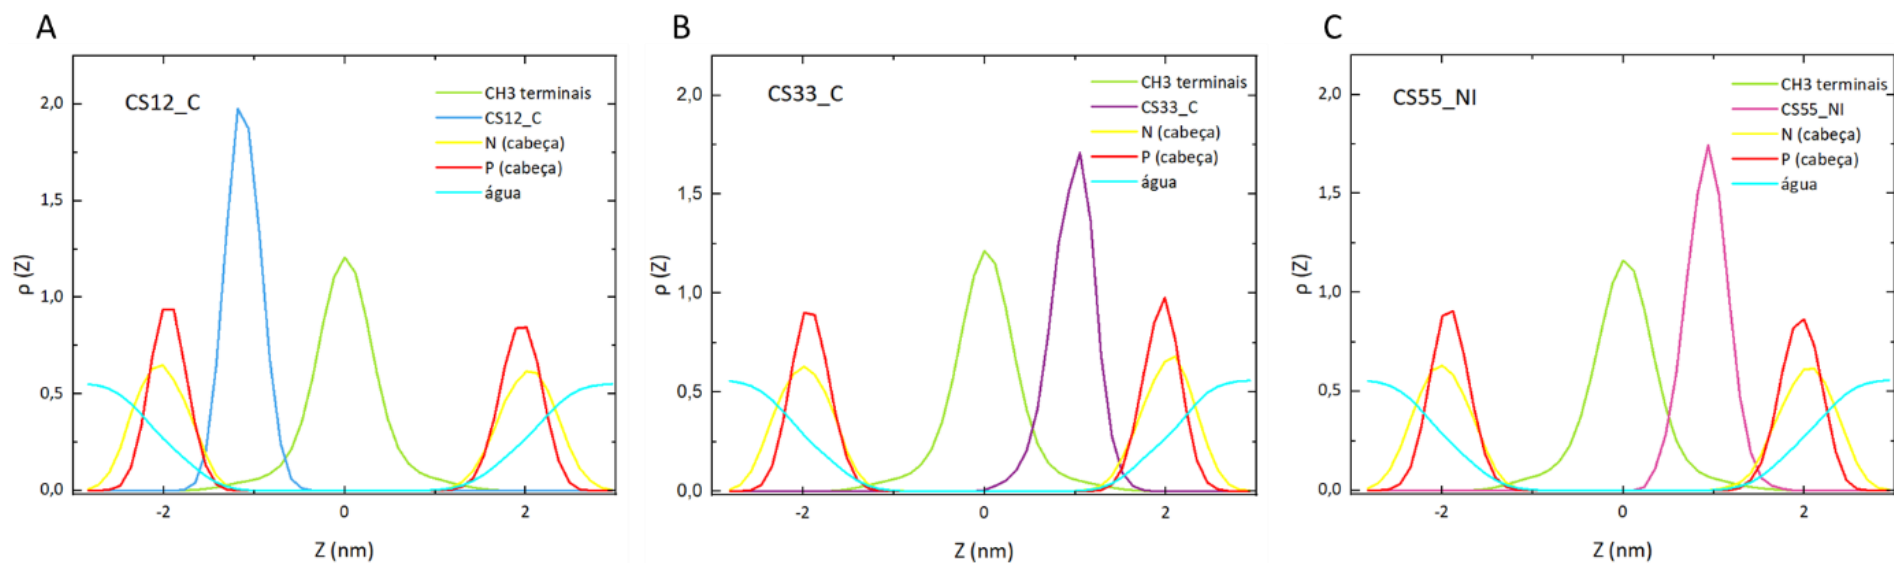 A
CS12_C
CH3 terminais
CS12_C
N (cabeça)
P (cabeça)
água
2,0
1,5
1,0
0,5
0,0
ρ (Z)
-2
0
2
Z (nm)
B
CS33_C
CH3 terminais
CS33_C
N (cabeça)
P (cabeça)
água
2,0
1,5
1,0
0,5
0,0
ρ (Z)
-2
0
2
Z (nm)
C
CS55_NI
CH3 terminais
CS55_NI
N (cabeça)
P (cabeça)
água
2,0
1,5
1,0
0,5
0,0
ρ (Z)
-2
0
2
Z (nm)